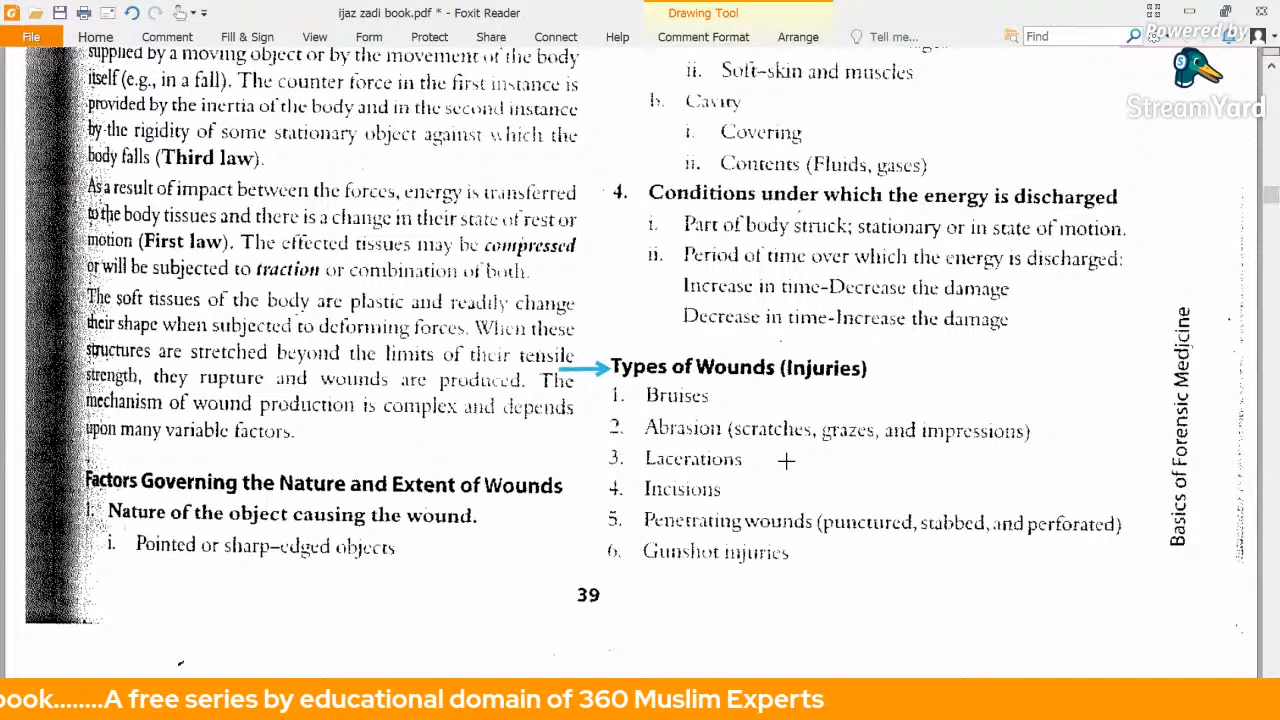 ijaz zadi book.pdf * - Foxit Reader
Drawing Tool
File
Home
Comment
Fill & Sign
View
Form
Protect
Share
Connect
Help
Comment Format
Arrange
Tell me...
Find
Powered by
StreamYard
supplied by a moving object or by the movement of the body
itself (e.g., in a fall). The counter force in the first instance is
provided by the inertia of the body and in the second instance
by the rigidity of some stationary object against which the
body falls (Third law).
As a result of impact between the forces, energy is transferred
to the body tissues and there is a change in their state of rest or
motion (First law). The effected tissues may be compressed
or will be subjected to traction or combination of both.
The soft tissues of the body are plastic and readily change
their shape when subjected to deforming forces. When these
structures are stretched beyond the limits of their tensile
strength, they rupture and wounds are produced. The
mechanism of wound production is complex and depends
upon many variable factors.
Factors Governing the Nature and Extent of Wounds
1. Nature of the object causing the wound.
i. Pointed or sharp-edged objects
ii. Soft-skin and muscles
b. Cavity
i. Covering
ii. Contents (Fluids, gases)
4. Conditions under which the energy is discharged
i. Part of body struck; stationary or in state of motion.
ii. Period of time over which the energy is discharged:
Increase in time-Decrease the damage
Decrease in time-Increase the damage
Types of Wounds (Injuries)
1. Bruises
2. Abrasion (scratches, grazes, and impressions)
3. Lacerations
4. Incisions
5. Penetrating wounds (punctured, stabbed, and perforated)
6. Gunshot injuries
Basics of Forensic Medicine
39
book........A free series by educational domain of 360 Muslim Experts